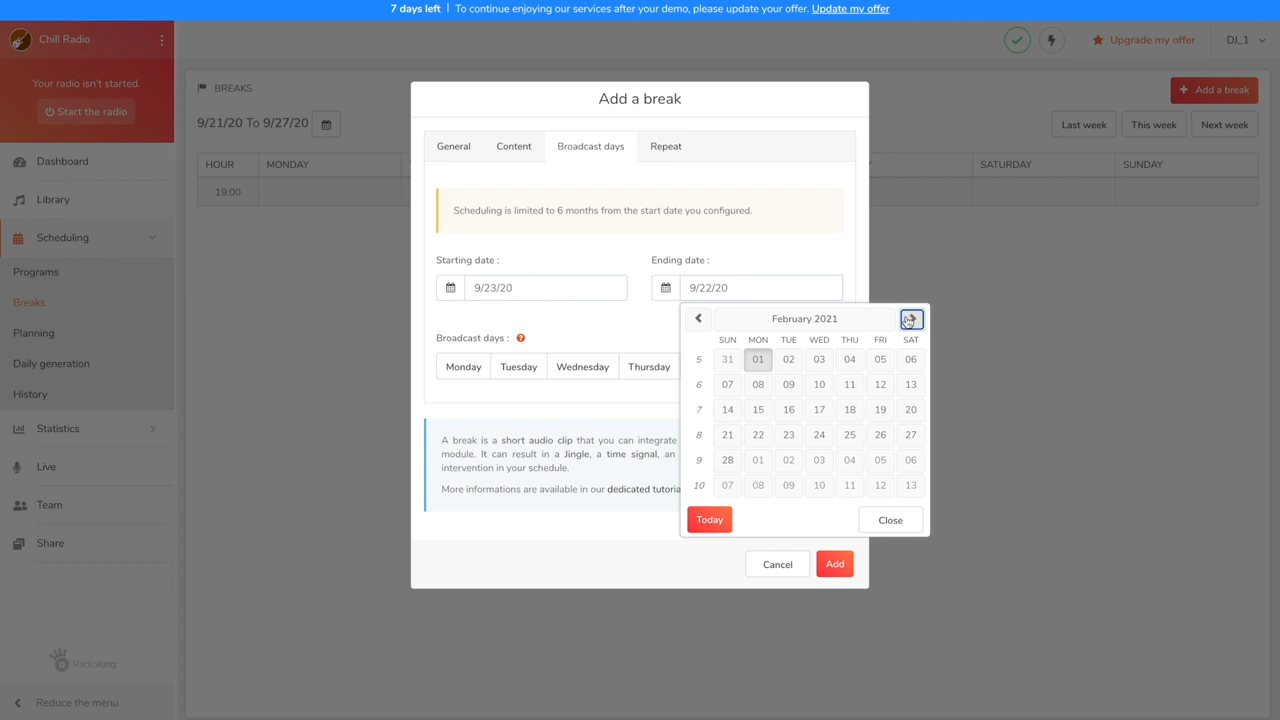 7 days left | To continue enjoying our services after your demo, please update your offer. Update my offer
Chill Radio
Upgrade my offer
DJ_1
Your radio isn't started.
Start the radio
Dashboard
Library
Scheduling
Programs
Breaks
Planning
Daily generation
History
Statistics
Live
Team
Share
RadioKing
Reduce the menu
BREAKS
Add a break
9/21/20 To 9/27/20
Last week
This week
Next week
HOUR MONDAY SATURDAY SUNDAY
19:00
Add a break
General Content Broadcast days Repeat
Scheduling is limited to 6 months from the start date you configured.
Starting date :
9/23/20
Ending date :
9/22/20
Broadcast days : ?
Monday Tuesday Wednesday Thursday
February 2021
SUN MON TUE WED THU FRI SAT
5 31 01 02 03 04 05 06
6 07 08 09 10 11 12 13
7 14 15 16 17 18 19 20
8 21 22 23 24 25 26 27
9 28 01 02 03 04 05 06
10 07 08 09 10 11 12 13
Today
Close
A break is a short audio clip that you can integrate
module. It can result in a Jingle, a time signal, an
intervention in your schedule.
More informations are available in our dedicated tutoria
Cancel
Add